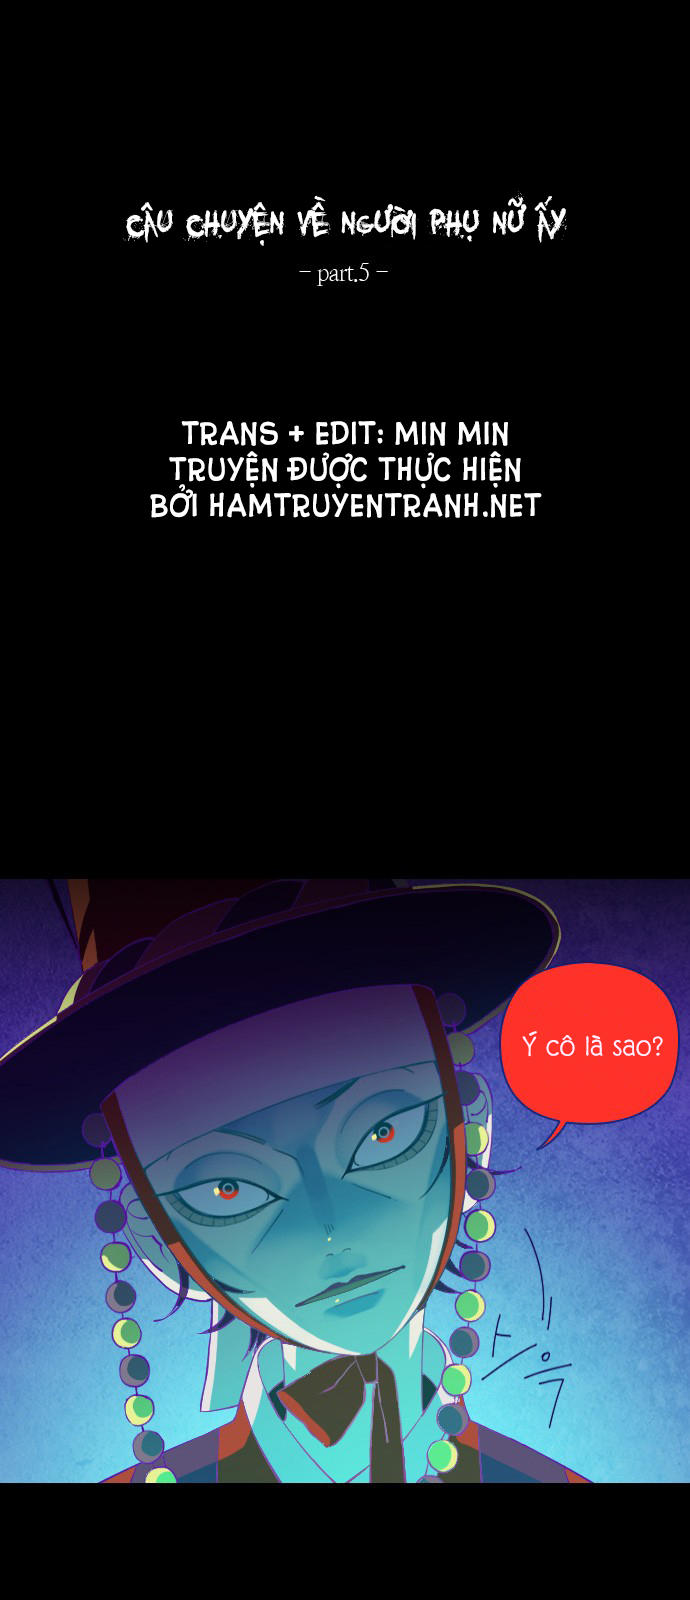 CÂU CHUYỆN VỀ NGƯỜI PHỤ NỮ ẤY
- part.5 -
TRANS + EDIT: MIN MIN
TRUYỆN ĐƯỢC THỰC HIỆN
BỞI HAMTRUYENTRANH.NET
Ý cô là sao?